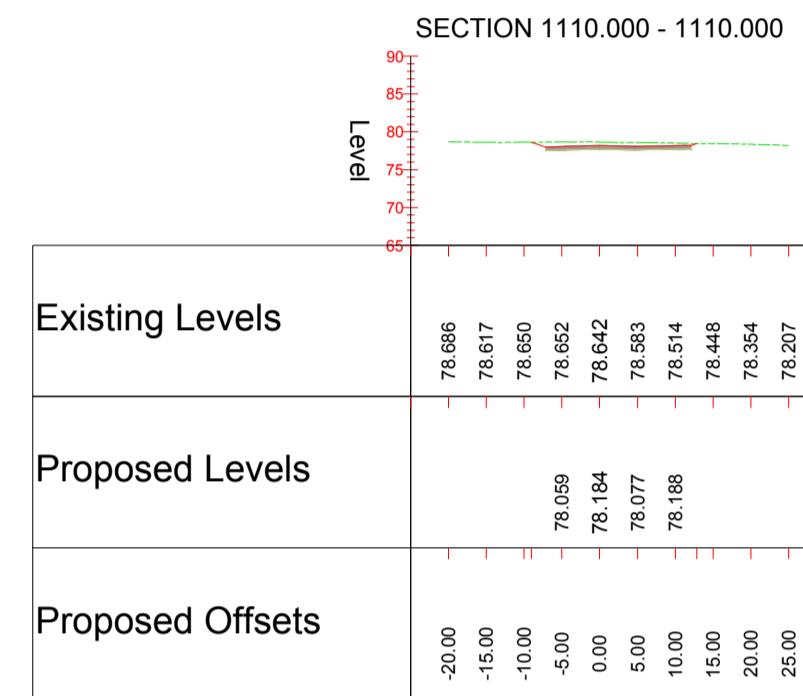 SECTION 1110.000 - 1110.000
90
85
80
75
70
65
Level
Existing Levels
78.686 78.617 78.650 78.652 78.642 78.583 78.514 78.448 78.354 78.207
Proposed Levels
78.059 78.184 78.077 78.188
Proposed Offsets
-20.00 -15.00 -10.00 -5.00 0.00 5.00 10.00 15.00 20.00 25.00